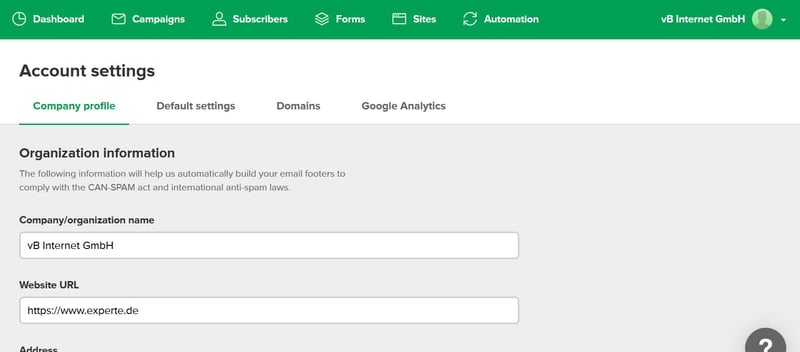 Dashboard Campaigns Subscribers Forms Sites Automation vB Internet GmbH
Account settings
Company profile Default settings Domains Google Analytics
Organization information
The following information will help us automatically build your email footers to
comply with the CAN-SPAM act and international anti-spam laws.
Company/organization name
vB Internet GmbH
Website URL
https://www.experte.de
Address
?